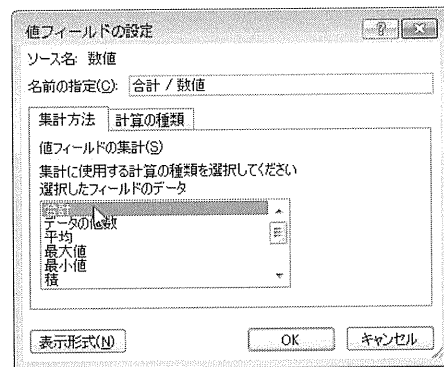 値フィールドの設定
ソース名: 数値
名前の指定(C): 合計 / 数値
集計方法 計算の種類
値フィールドの集計(S)
集計に使用する計算の種類を選択してください
選択したフィールドのデータ
合計
データの個数
平均
最大値
最小値
積
表示形式(N) OK キャンセル